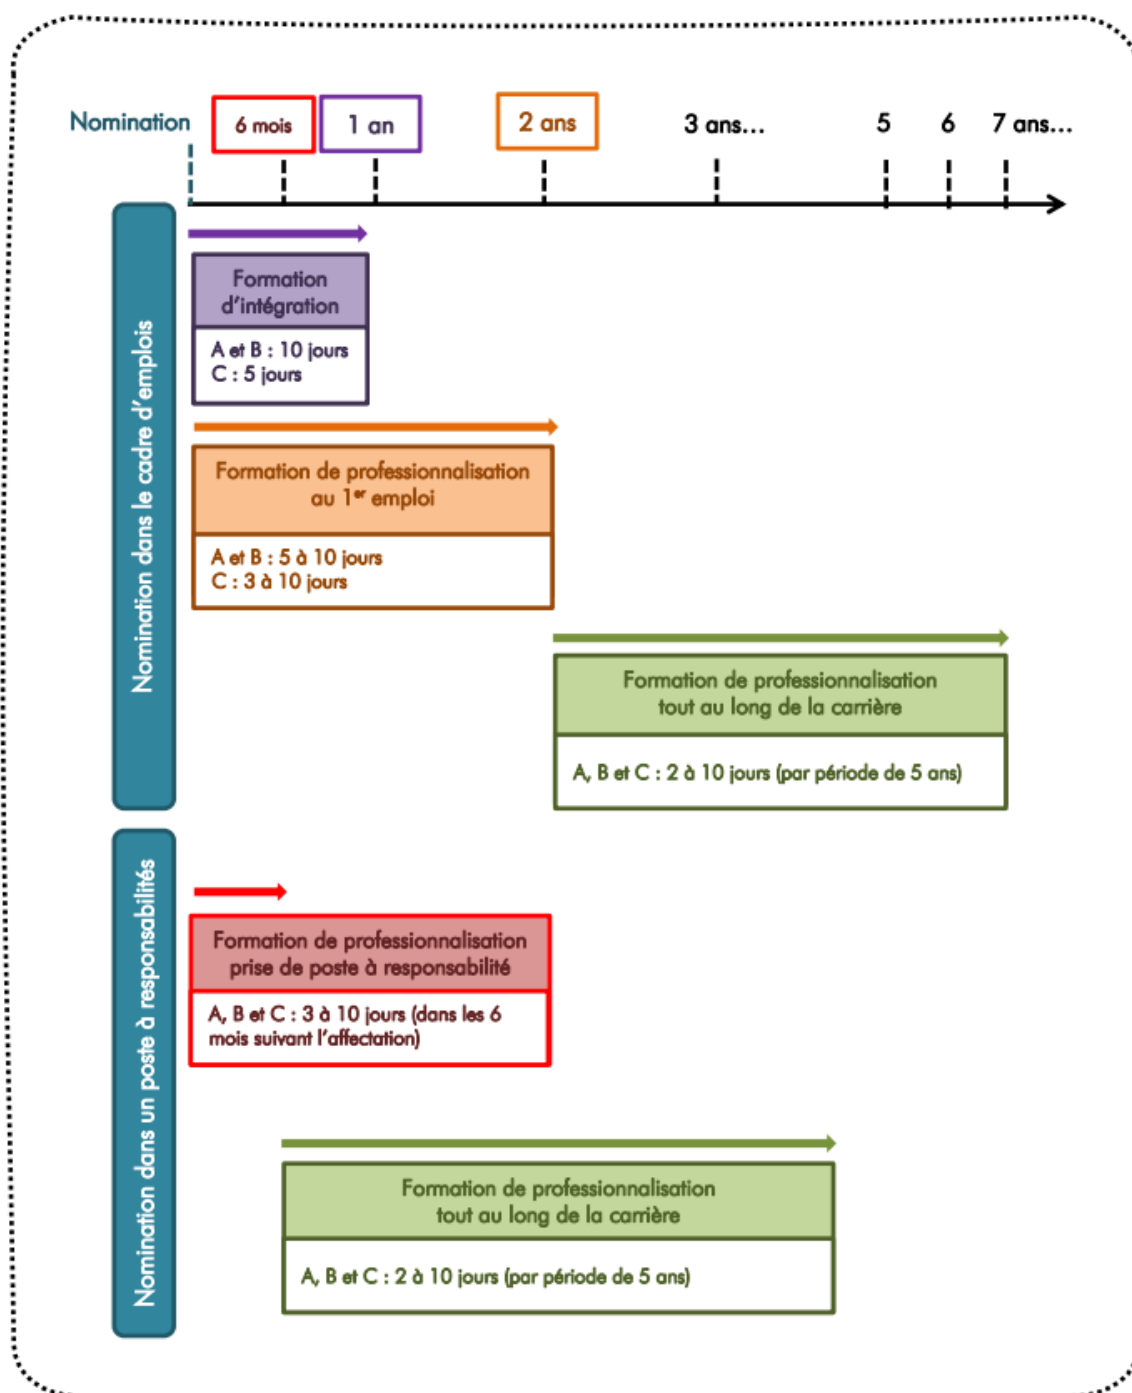 Nomination
6 mois
1 an
2 ans
3 ans...
5
6
7 ans...
Nomination dans le cadre d'emplois
Formation
d'intégration
A et B : 10 jours
C : 5 jours
Formation de professionnalisation
au 1er emploi
A et B : 5 à 10 jours
C : 3 à 10 jours
Formation de professionnalisation
tout au long de la carrière
A, B et C : 2 à 10 jours (par période de 5 ans)
Nomination dans un poste à responsabilités
Formation de professionnalisation
prise de poste à responsabilité
A, B et C : 3 à 10 jours (dans les 6
mois suivant l'affectation)
Formation de professionnalisation
tout au long de la carrière
A, B et C : 2 à 10 jours (par période de 5 ans)